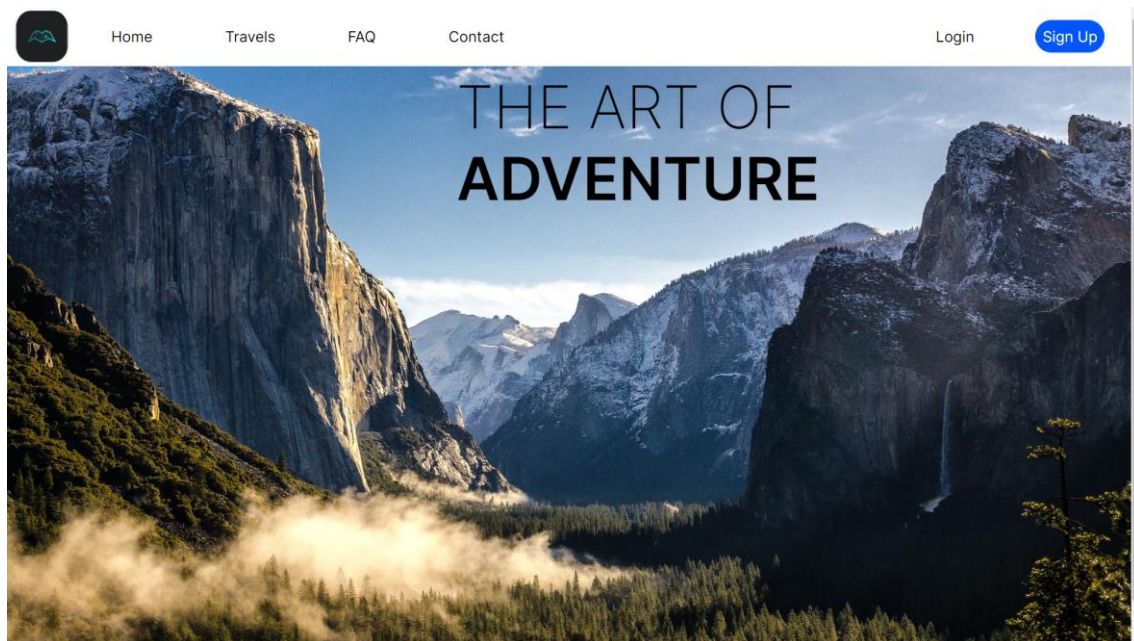 Home
Travels
FAQ
Contact
Login
Sign Up
THE ART OF
ADVENTURE